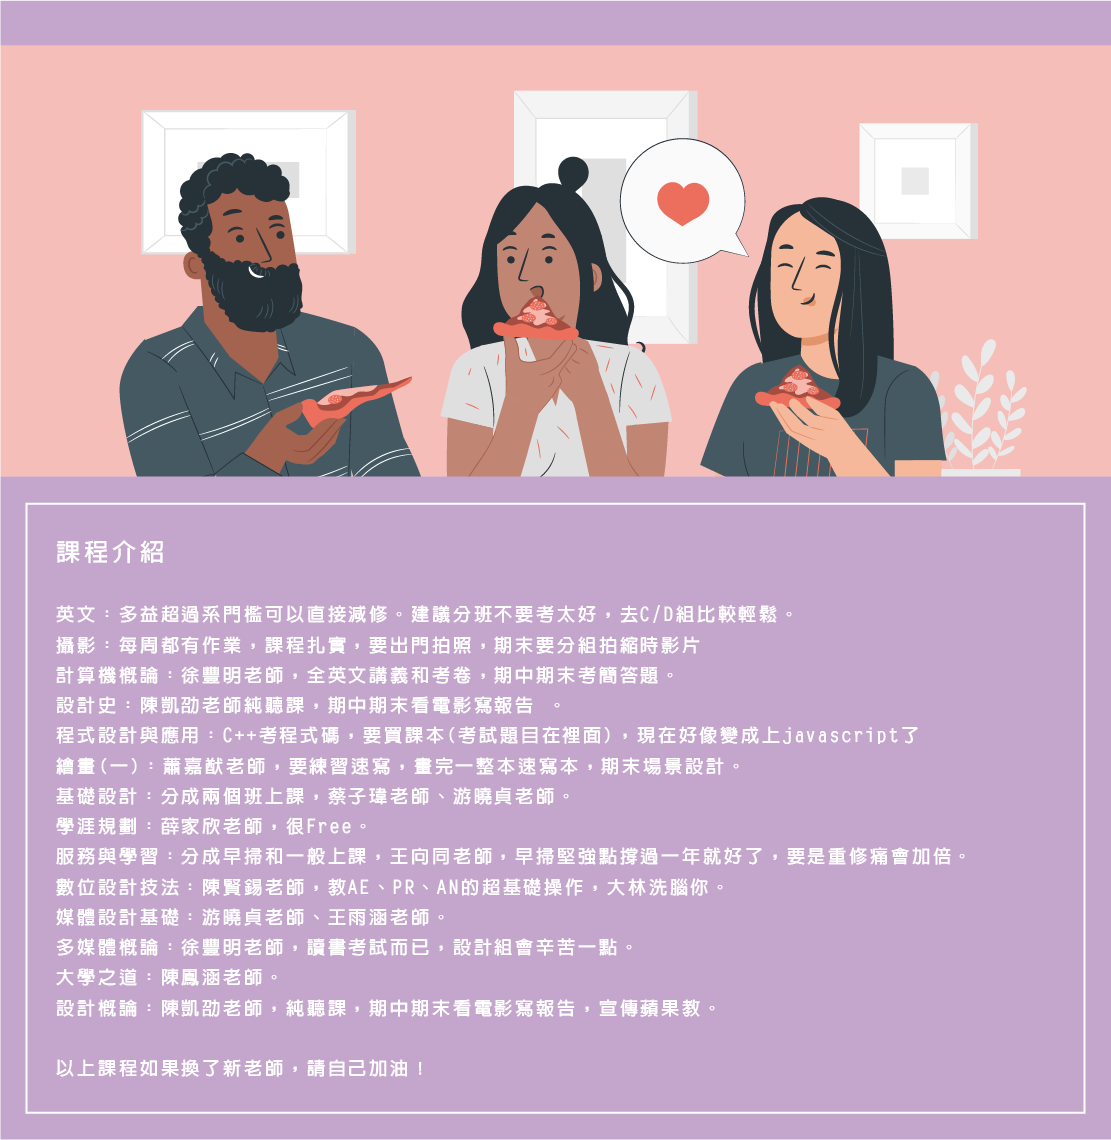 課程介紹
英文：多益超過系門檻可以直接減修。建議分班不要考太好，去C/D組比較輕鬆。
攝影：每周都有作業，課程扎實，要出門拍照，期末要分組拍縮時影片
計算機概論：徐豐明老師，全英文講義和考卷，期中期末考簡答題。
設計史：陳凱劭老師純聽課，期中期末看電影寫報告 。
程式設計與應用：C++考程式碼，要買課本(考試題目在裡面)，現在好像變成上javascript了
繪畫(一)：蕭嘉猷老師，要練習速寫，畫完一整本速寫本，期末場景設計。
基礎設計：分成兩個班上課，蔡子瑋老師、游曉貞老師。
學涯規劃：薛家欣老師，很Free。
服務與學習：分成早掃和一般上課，王向同老師，早掃堅強點撐過一年就好了，要是重修痛會加倍。
數位設計技法：陳賢錫老師，教AE、PR、AN的超基礎操作，大林洗腦你。
媒體設計基礎：游曉貞老師、王雨涵老師。
多媒體概論：徐豐明老師，讀書考試而已，設計組會辛苦一點。
大學之道：陳鳳涵老師。
設計概論：陳凱劭老師，純聽課，期中期末看電影寫報告，宣傳蘋果教。
以上課程如果換了新老師，請自己加油！